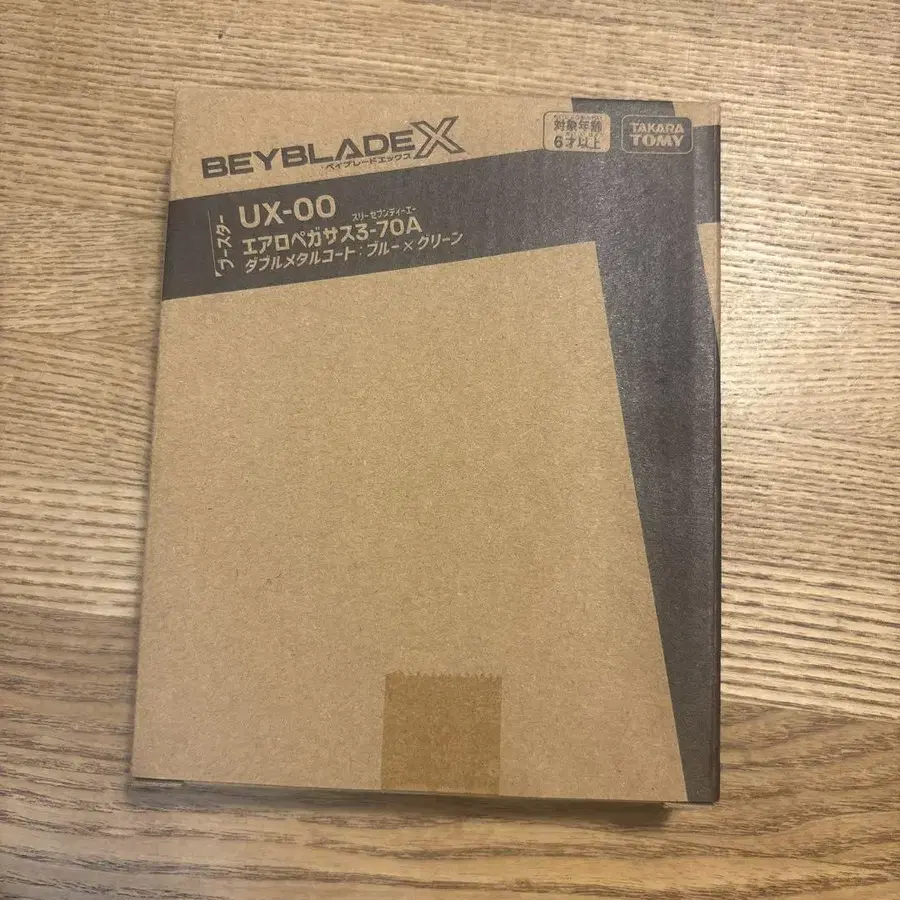 BEYBLADE X
ベイブレードエックス
対象年齢
6才以上
TAKARA
TOMY
ブースター
UX-00
スリーセブンディーエー
エアロペガサス3-70A
ダブルメタルコート：ブルー×グリーン